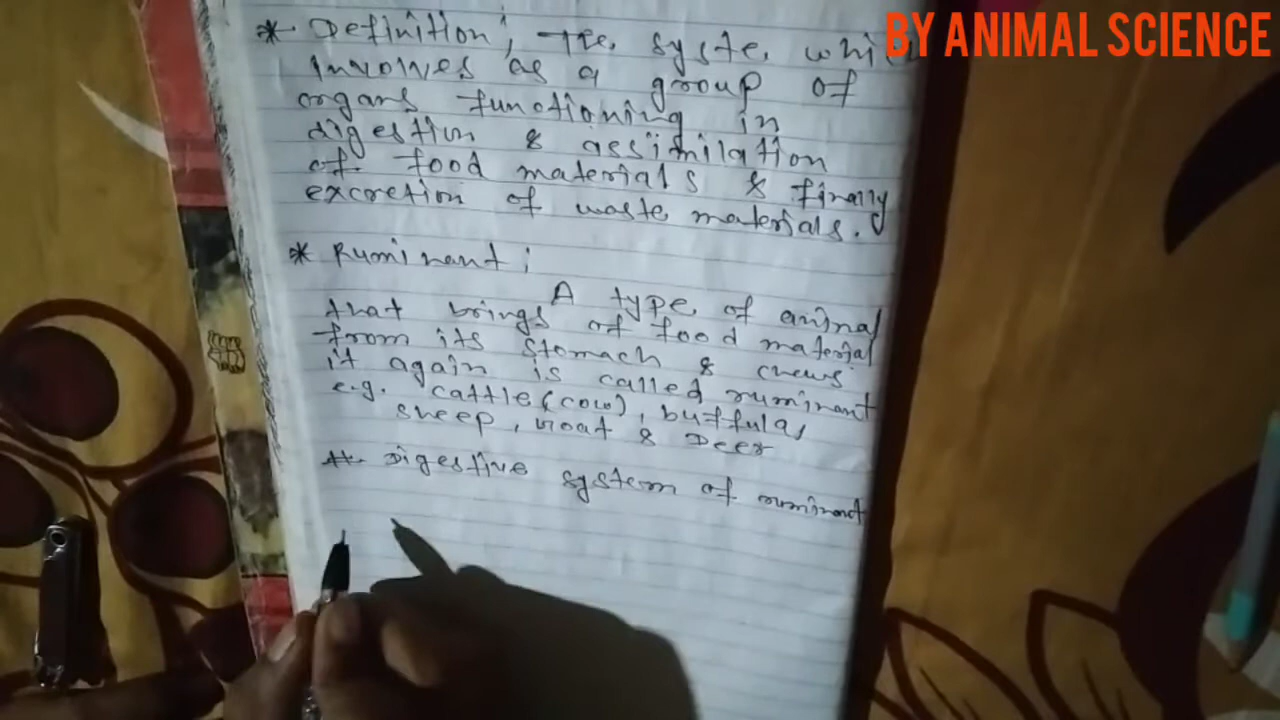 BY ANIMAL SCIENCE
* Definition; The syste, whi
involves as a group of
organs functioning in
digestion & assimilation
of food materials & finally
excretion of waste materials.
* Ruminant;
A type of animal
that brings of food material
from its stomach & chews
it again is called ruminant
e.g. cattle(cow), buffulas
sheep, Goat & Deer
* Digestive system of ruminant